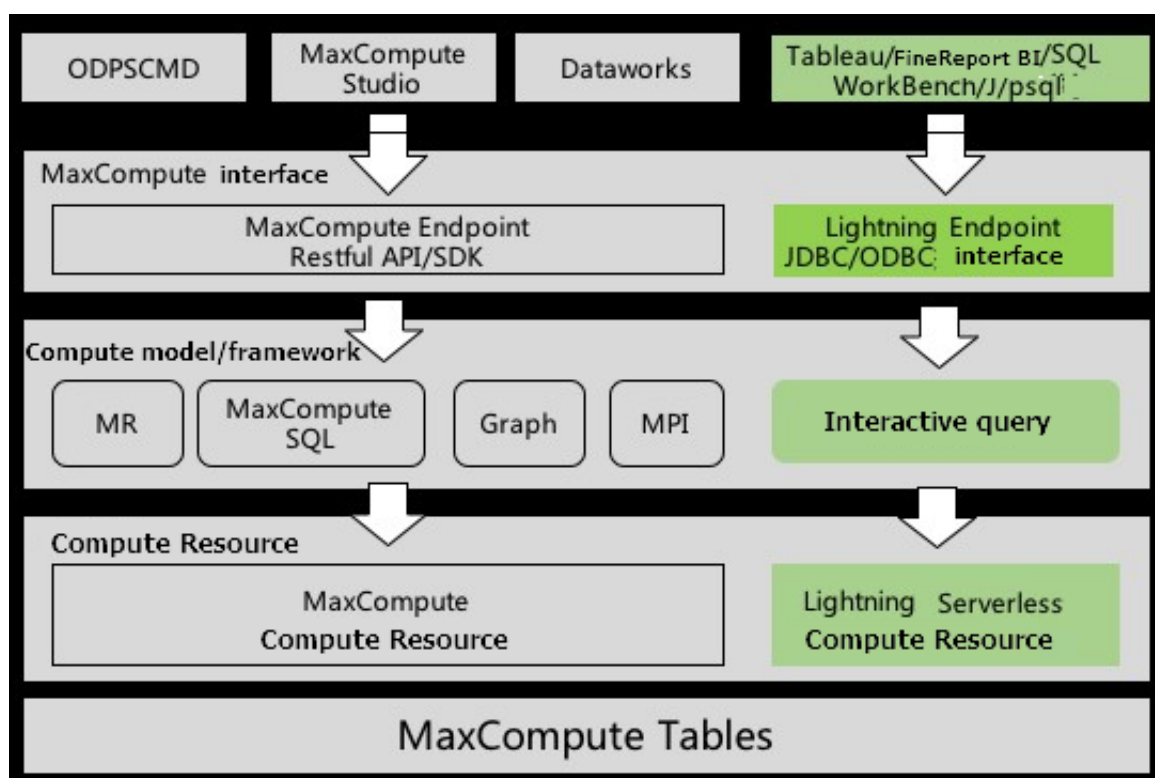 ODPSCMD
MaxCompute
Studio
Dataworks
Tableau/FineReport BI/SQL
WorkBench/J/psql
MaxCompute interface
MaxCompute Endpoint
Restful API/SDK
Lightning Endpoint
JDBC/ODBC; interface
Compute model/framework
MR
MaxCompute
SQL
Graph
MPI
Interactive query
Compute Resource
MaxCompute
Compute Resource
Lightning Serverless
Compute Resource
MaxCompute Tables